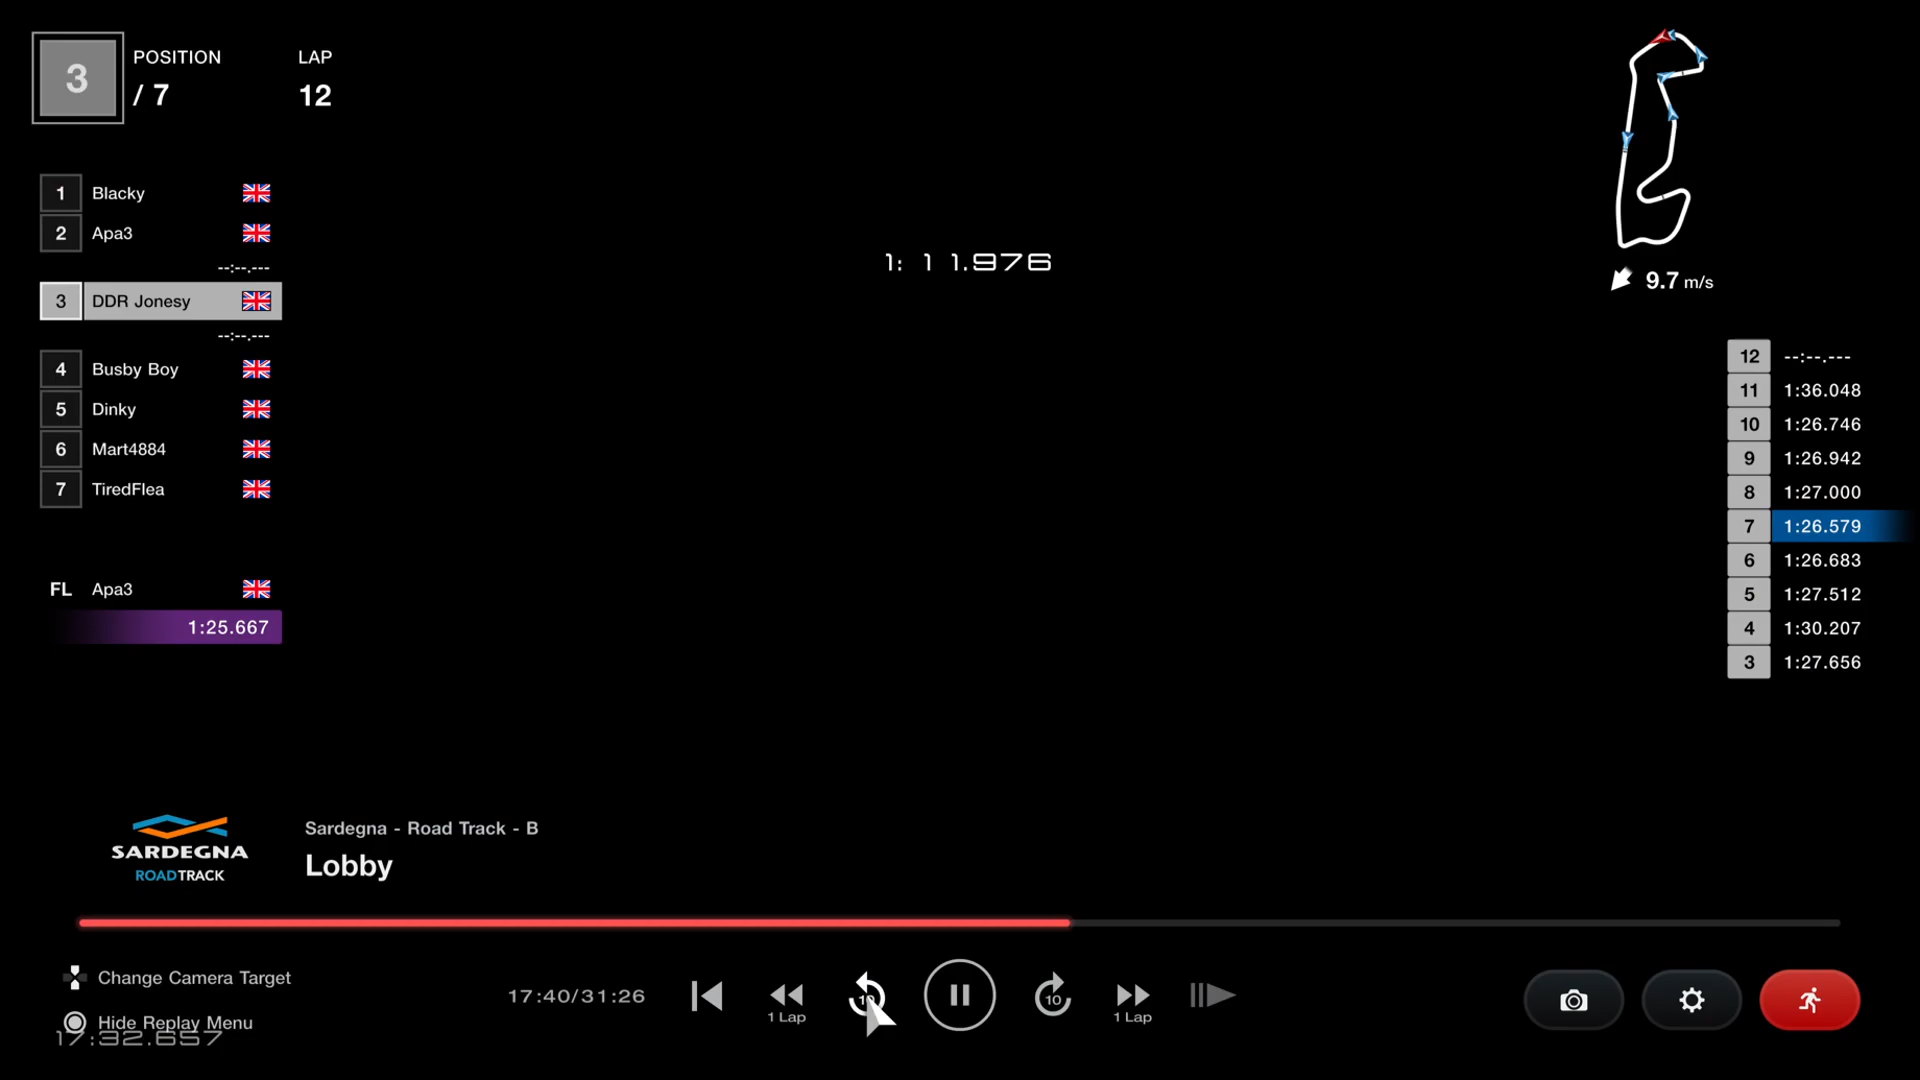 3
POSITION
/ 7
LAP
12
1 Blacky
2 Apa3
--:--.---
3 DDR Jonesy
--:--.---
4 Busby Boy
5 Dinky
6 Mart4884
7 TiredFlea
FL Apa3
1:25.667
1: 1 1.976
9.7 m/s
12 --:--.---
11 1:36.048
10 1:26.746
9 1:26.942
8 1:27.000
7 1:26.579
6 1:26.683
5 1:27.512
4 1:30.207
3 1:27.656
SARDEGNA
ROADTRACK
Sardegna - Road Track - B
Lobby
Change Camera Target
Hide Replay Menu
17:32.657
17:40/31:26
1 Lap
10
10
1 Lap